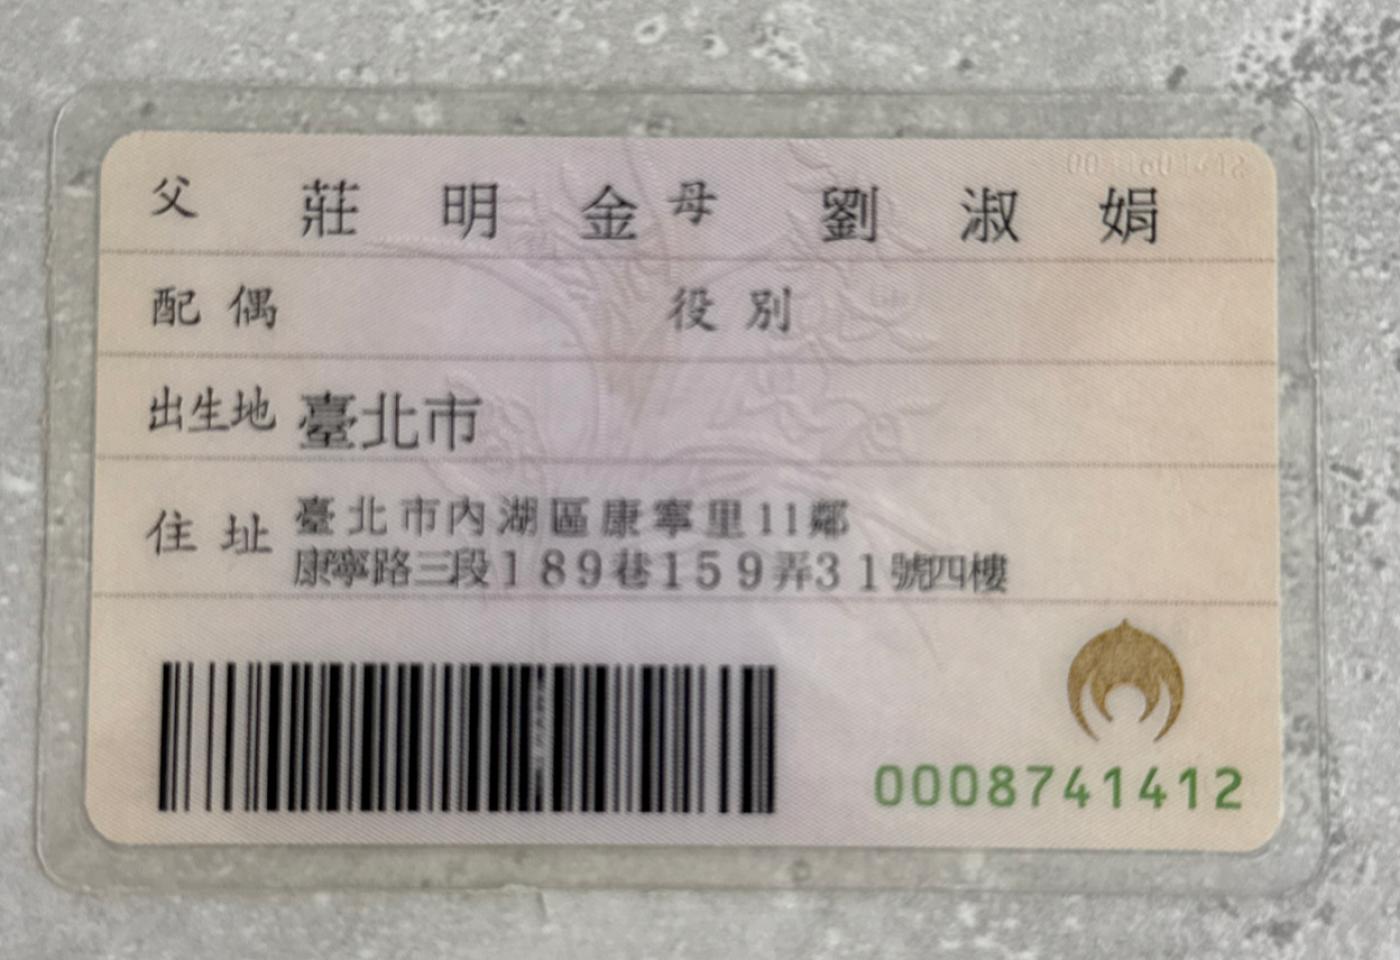 父 莊明金 母 劉淑娟
配偶 役別
出生地 臺北市
住址 臺北市內湖區康寧里11鄰
康寧路三段189巷159弄31號四樓
0008741412